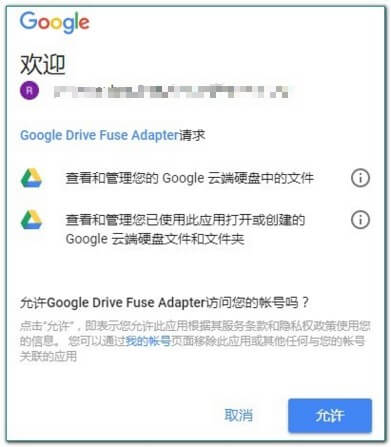 Google
欢迎
R
Google Drive Fuse Adapter请求
查看和管理您的 Google 云端硬盘中的文件
查看和管理您已使用此应用打开或创建的
Google 云端硬盘文件和文件夹
允许Google Drive Fuse Adapter访问您的帐号吗？
点击"允许"，即表示您允许此应用根据其服务条款和隐私权政策使用您
的信息。 您可以通过我的帐号页面移除此应用或其他任何与您的帐号
关联的应用
取消
允许